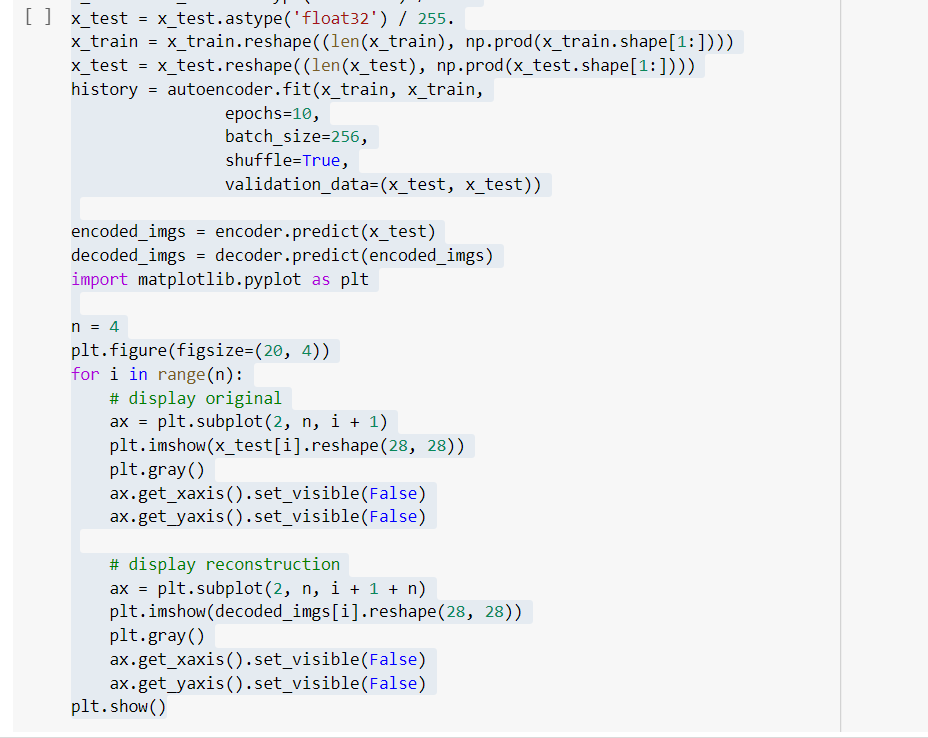 [ ]
x_test = x_test.astype('float32') / 255.
x_train = x_train.reshape((len(x_train), np.prod(x_train.shape[1:])))
x_test = x_test.reshape((len(x_test), np.prod(x_test.shape[1:])))
history = autoencoder.fit(x_train, x_train,
                epochs=10,
                batch_size=256,
                shuffle=True,
                validation_data=(x_test, x_test))

encoded_imgs = encoder.predict(x_test)
decoded_imgs = decoder.predict(encoded_imgs)
import matplotlib.pyplot as plt

n = 4
plt.figure(figsize=(20, 4))
for i in range(n):
    # display original
    ax = plt.subplot(2, n, i + 1)
    plt.imshow(x_test[i].reshape(28, 28))
    plt.gray()
    ax.get_xaxis().set_visible(False)
    ax.get_yaxis().set_visible(False)

    # display reconstruction
    ax = plt.subplot(2, n, i + 1 + n)
    plt.imshow(decoded_imgs[i].reshape(28, 28))
    plt.gray()
    ax.get_xaxis().set_visible(False)
    ax.get_yaxis().set_visible(False)
plt.show()